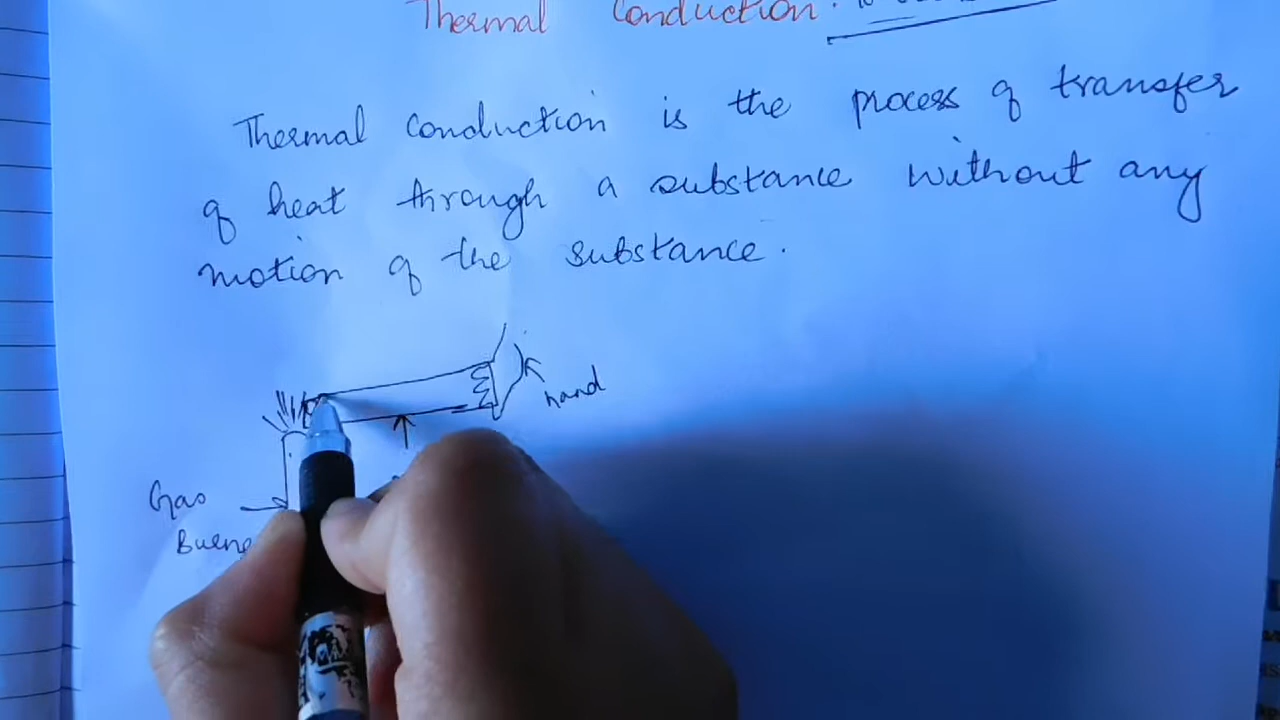 Thermal Conduction.
Thermal conduction is the process of transfer
of heat through a substance without any
motion of the substance.
hand
Gas